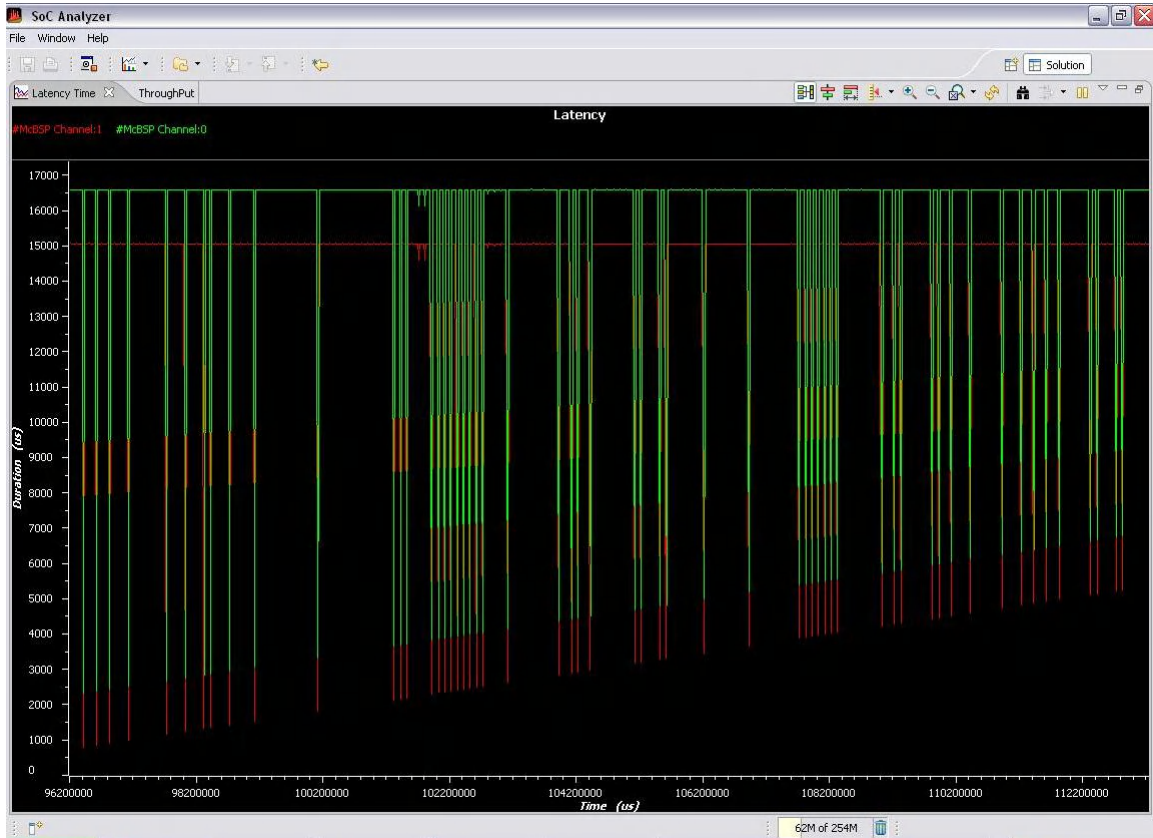 SoC Analyzer
File Window Help
Solution
Latency Time ThroughPut
Latency
#McBSP Channel:1 #McBSP Channel:0
17000
16000
15000
14000
13000
12000
11000
10000
9000
8000
7000
6000
5000
4000
3000
2000
1000
0
Duration (us)
96200000 98200000 100200000 102200000 104200000 106200000 108200000 110200000 112200000
Time (us)
62M of 254M